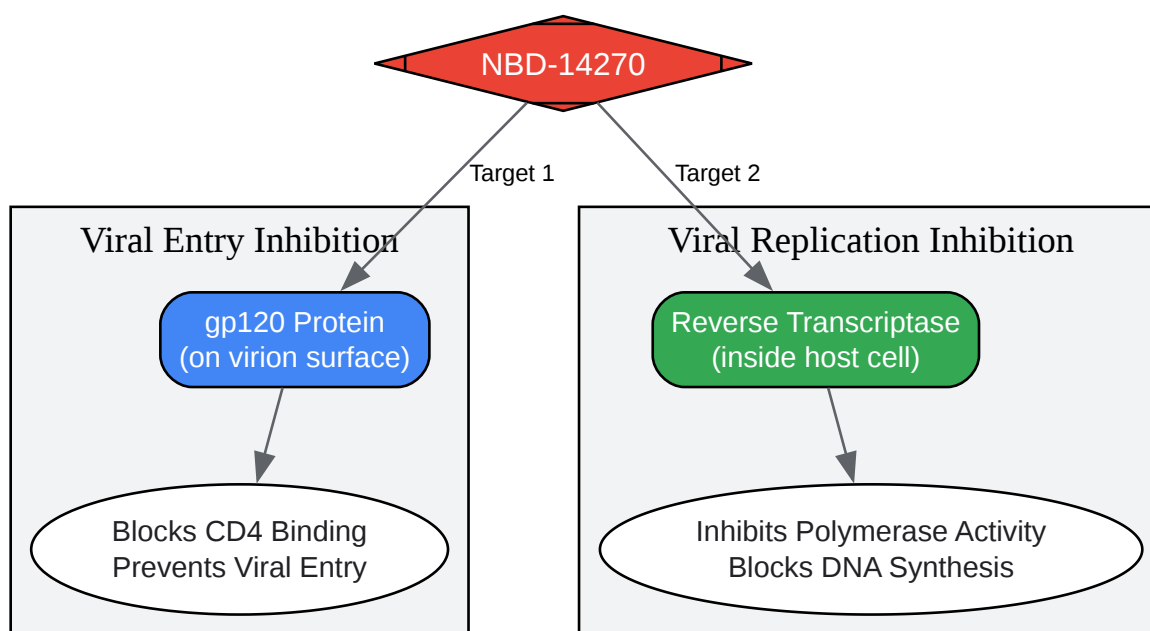 NBD-14270
Target 1
Target 2
Viral Entry Inhibition
gp120 Protein
(on virion surface)
Blocks CD4 Binding
Prevents Viral Entry
Viral Replication Inhibition
Reverse Transcriptase
(inside host cell)
Inhibits Polymerase Activity
Blocks DNA Synthesis